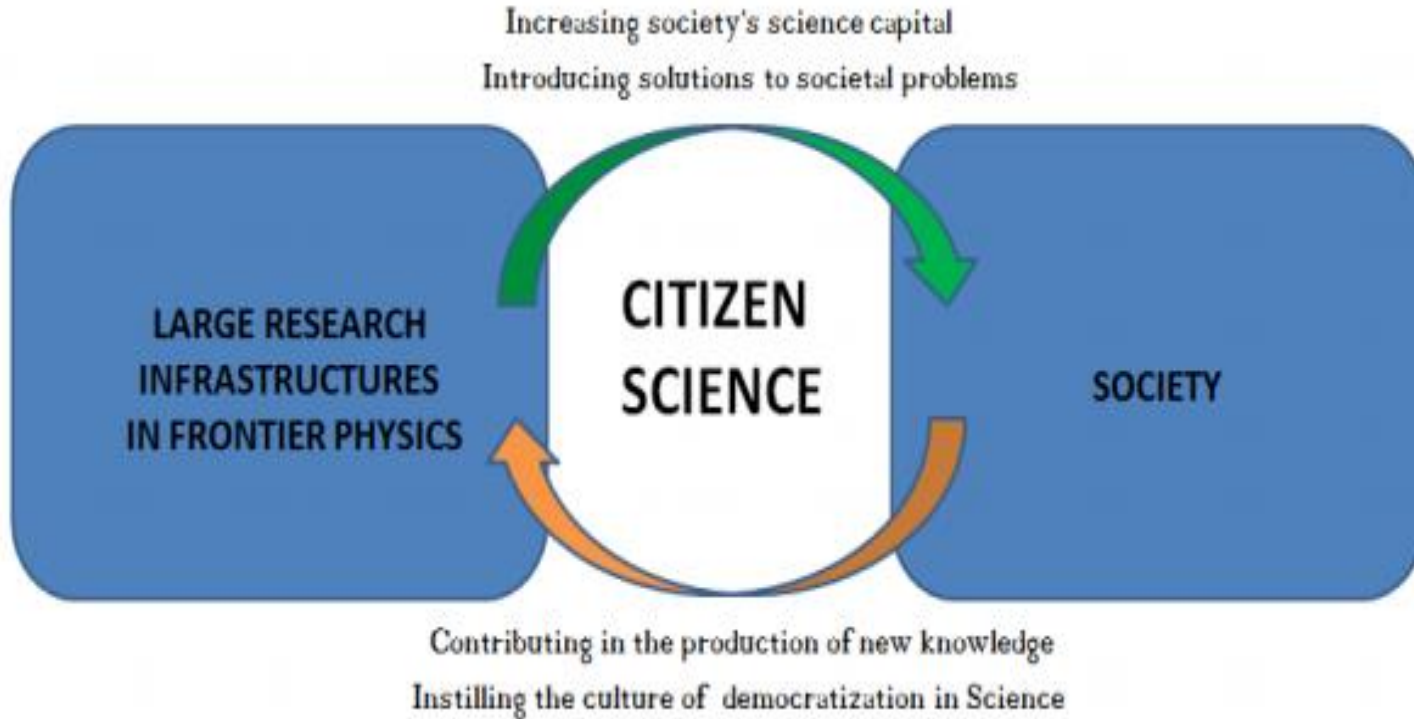 Increasing society's science capital
Introducing solutions to societal problems
LARGE RESEARCH
INFRASTRUCTURES
IN FRONTIER PHYSICS
CITIZEN
SCIENCE
SOCIETY
Contributing in the production of new knowledge
Instilling the culture of democratization in Science